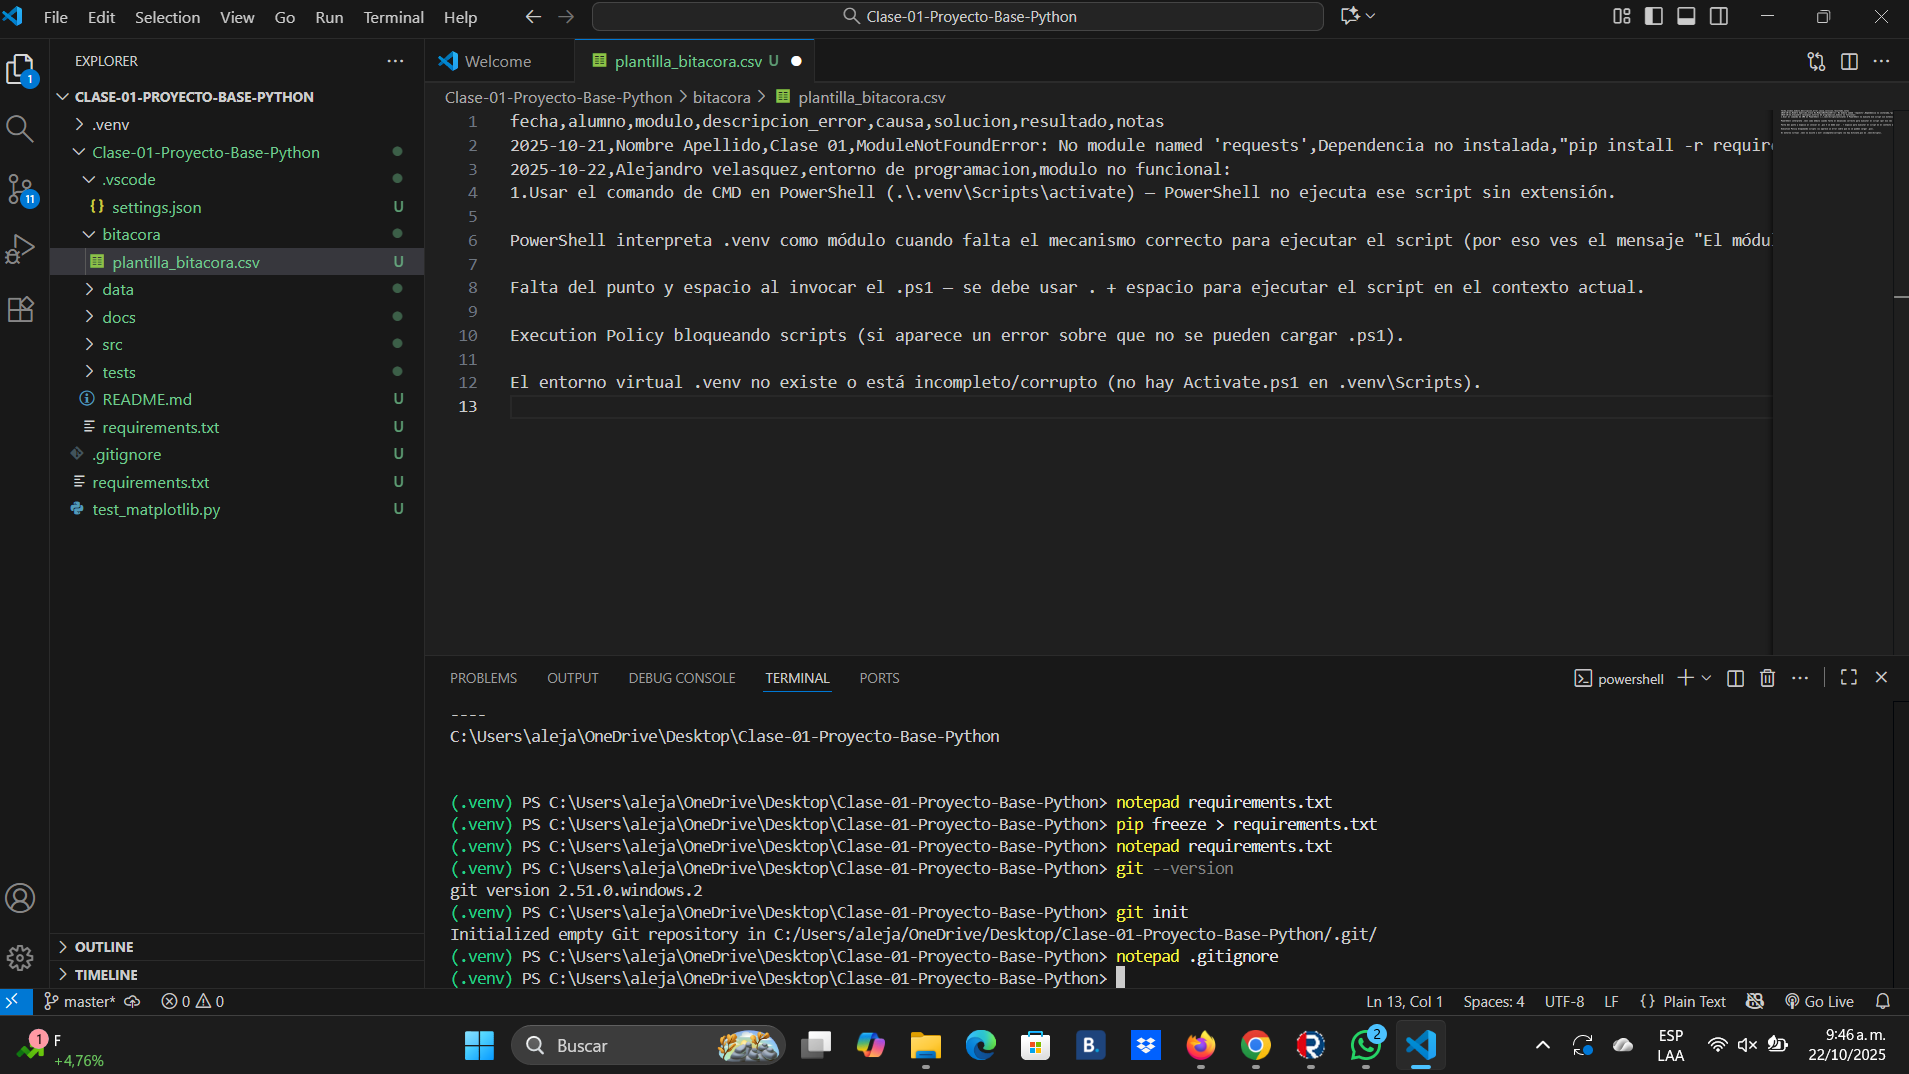 File Edit Selection View Go Run Terminal Help
Clase-01-Proyecto-Base-Python
EXPLORER
Welcome
plantilla_bitacora.csv U
Clase-01-Proyecto-Base-Python > bitacora > plantilla_bitacora.csv
CLASE-01-PROYECTO-BASE-PYTHON
.venv
Clase-01-Proyecto-Base-Python
.vscode
settings.json U
bitacora
plantilla_bitacora.csv U
data
docs
src
tests
README.md U
requirements.txt U
.gitignore U
requirements.txt U
test_matplotlib.py U
OUTLINE
TIMELINE
1
11
1 fecha,alumno,modulo,descripcion_error,causa,solucion,resultado,notas
2 2025-10-21,Nombre Apellido,Clase 01,ModuleNotFoundError: No module named 'requests',Dependencia no instalada,"pip install -r require
3 2025-10-22,Alejandro velasquez,entorno de programacion,modulo no funcional:
4 1.Usar el comando de CMD en PowerShell (.\.venv\Scripts\activate) — PowerShell no ejecuta ese script sin extensión.
5
6 PowerShell interpreta .venv como módulo cuando falta el mecanismo correcto para ejecutar el script (por eso ves el mensaje "El módu
7
8 Falta del punto y espacio al invocar el .ps1 — se debe usar . + espacio para ejecutar el script en el contexto actual.
9
10 Execution Policy bloqueando scripts (si aparece un error sobre que no se pueden cargar .ps1).
11
12 El entorno virtual .venv no existe o está incompleto/corrupto (no hay Activate.ps1 en .venv\Scripts).
13
PROBLEMS OUTPUT DEBUG CONSOLE TERMINAL PORTS
powershell
----
C:\Users\aleja\OneDrive\Desktop\Clase-01-Proyecto-Base-Python
(.venv) PS C:\Users\aleja\OneDrive\Desktop\Clase-01-Proyecto-Base-Python> notepad requirements.txt
(.venv) PS C:\Users\aleja\OneDrive\Desktop\Clase-01-Proyecto-Base-Python> pip freeze > requirements.txt
(.venv) PS C:\Users\aleja\OneDrive\Desktop\Clase-01-Proyecto-Base-Python> notepad requirements.txt
(.venv) PS C:\Users\aleja\OneDrive\Desktop\Clase-01-Proyecto-Base-Python> git --version
git version 2.51.0.windows.2
(.venv) PS C:\Users\aleja\OneDrive\Desktop\Clase-01-Proyecto-Base-Python> git init
Initialized empty Git repository in C:/Users/aleja/OneDrive/Desktop/Clase-01-Proyecto-Base-Python/.git/
(.venv) PS C:\Users\aleja\OneDrive\Desktop\Clase-01-Proyecto-Base-Python> notepad .gitignore
(.venv) PS C:\Users\aleja\OneDrive\Desktop\Clase-01-Proyecto-Base-Python>
master* 0 0
Ln 13, Col 1 Spaces: 4 UTF-8 LF {} Plain Text Go Live
1 F
+4,76%
Buscar
B.
2
ESP
LAA
9:46 a. m.
22/10/2025